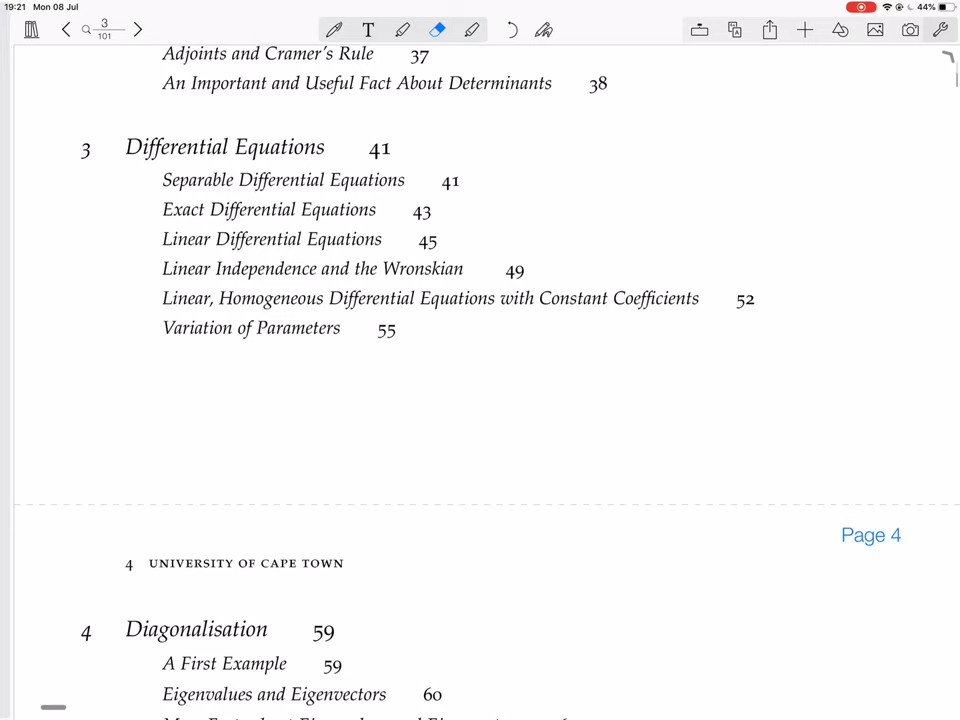 19:21 Mon 08 Jul 44%
3
101
T
Adjoints and Cramer's Rule 37
An Important and Useful Fact About Determinants 38
3 Differential Equations 41
Separable Differential Equations 41
Exact Differential Equations 43
Linear Differential Equations 45
Linear Independence and the Wronskian 49
Linear, Homogeneous Differential Equations with Constant Coefficients 52
Variation of Parameters 55
Page 4
4 UNIVERSITY OF CAPE TOWN
4 Diagonalisation 59
A First Example 59
Eigenvalues and Eigenvectors 60